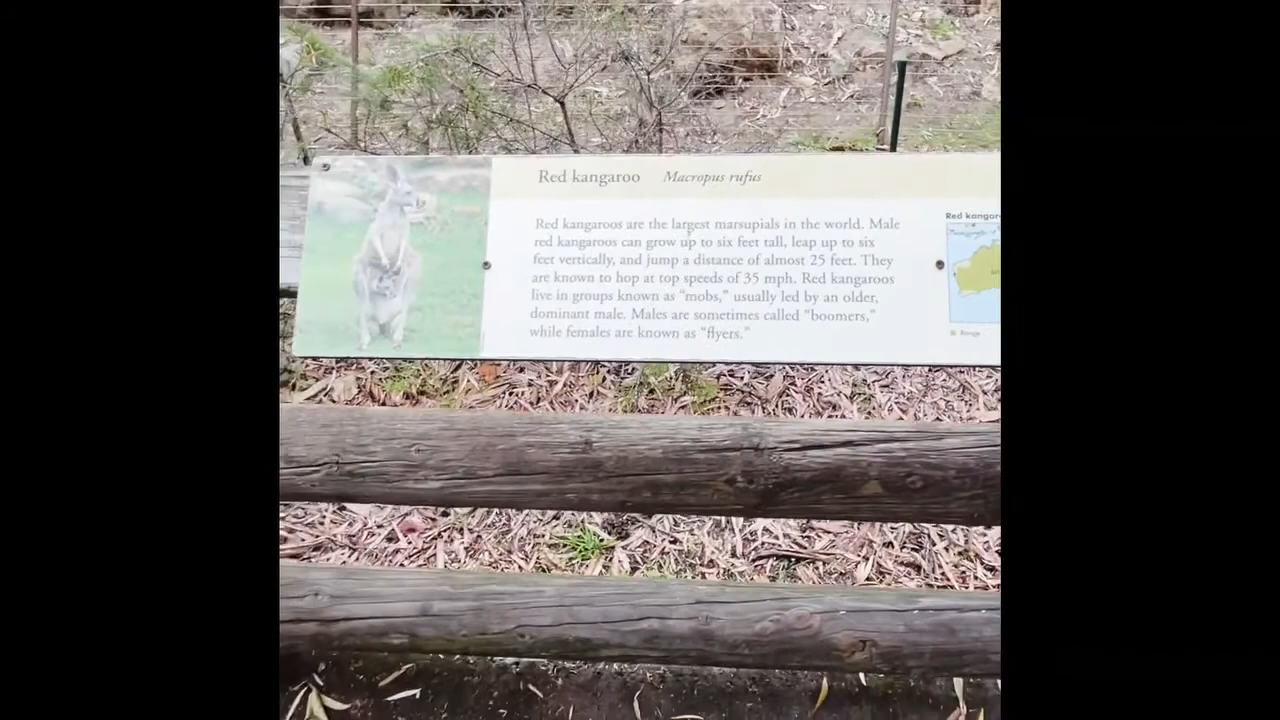 Red kangaroo Macropus rufus
Red kangaroos are the largest marsupials in the world. Male
red kangaroos can grow up to six feet tall, leap up to six
feet vertically, and jump a distance of almost 25 feet. They
are known to hop at top speeds of 35 mph. Red kangaroos
live in groups known as “mobs,” usually led by an older,
dominant male. Males are sometimes called “boomers,”
while females are known as “flyers.”
Red kangaro
Range